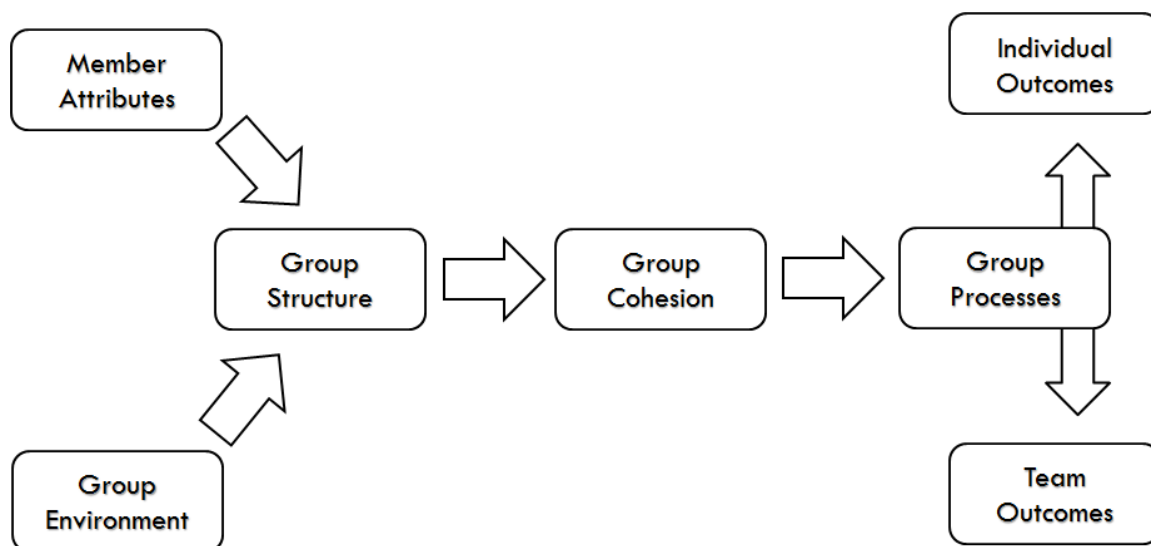 Member
Attributes
Individual
Outcomes
Group
Structure
Group
Cohesion
Group
Processes
Group
Environment
Team
Outcomes